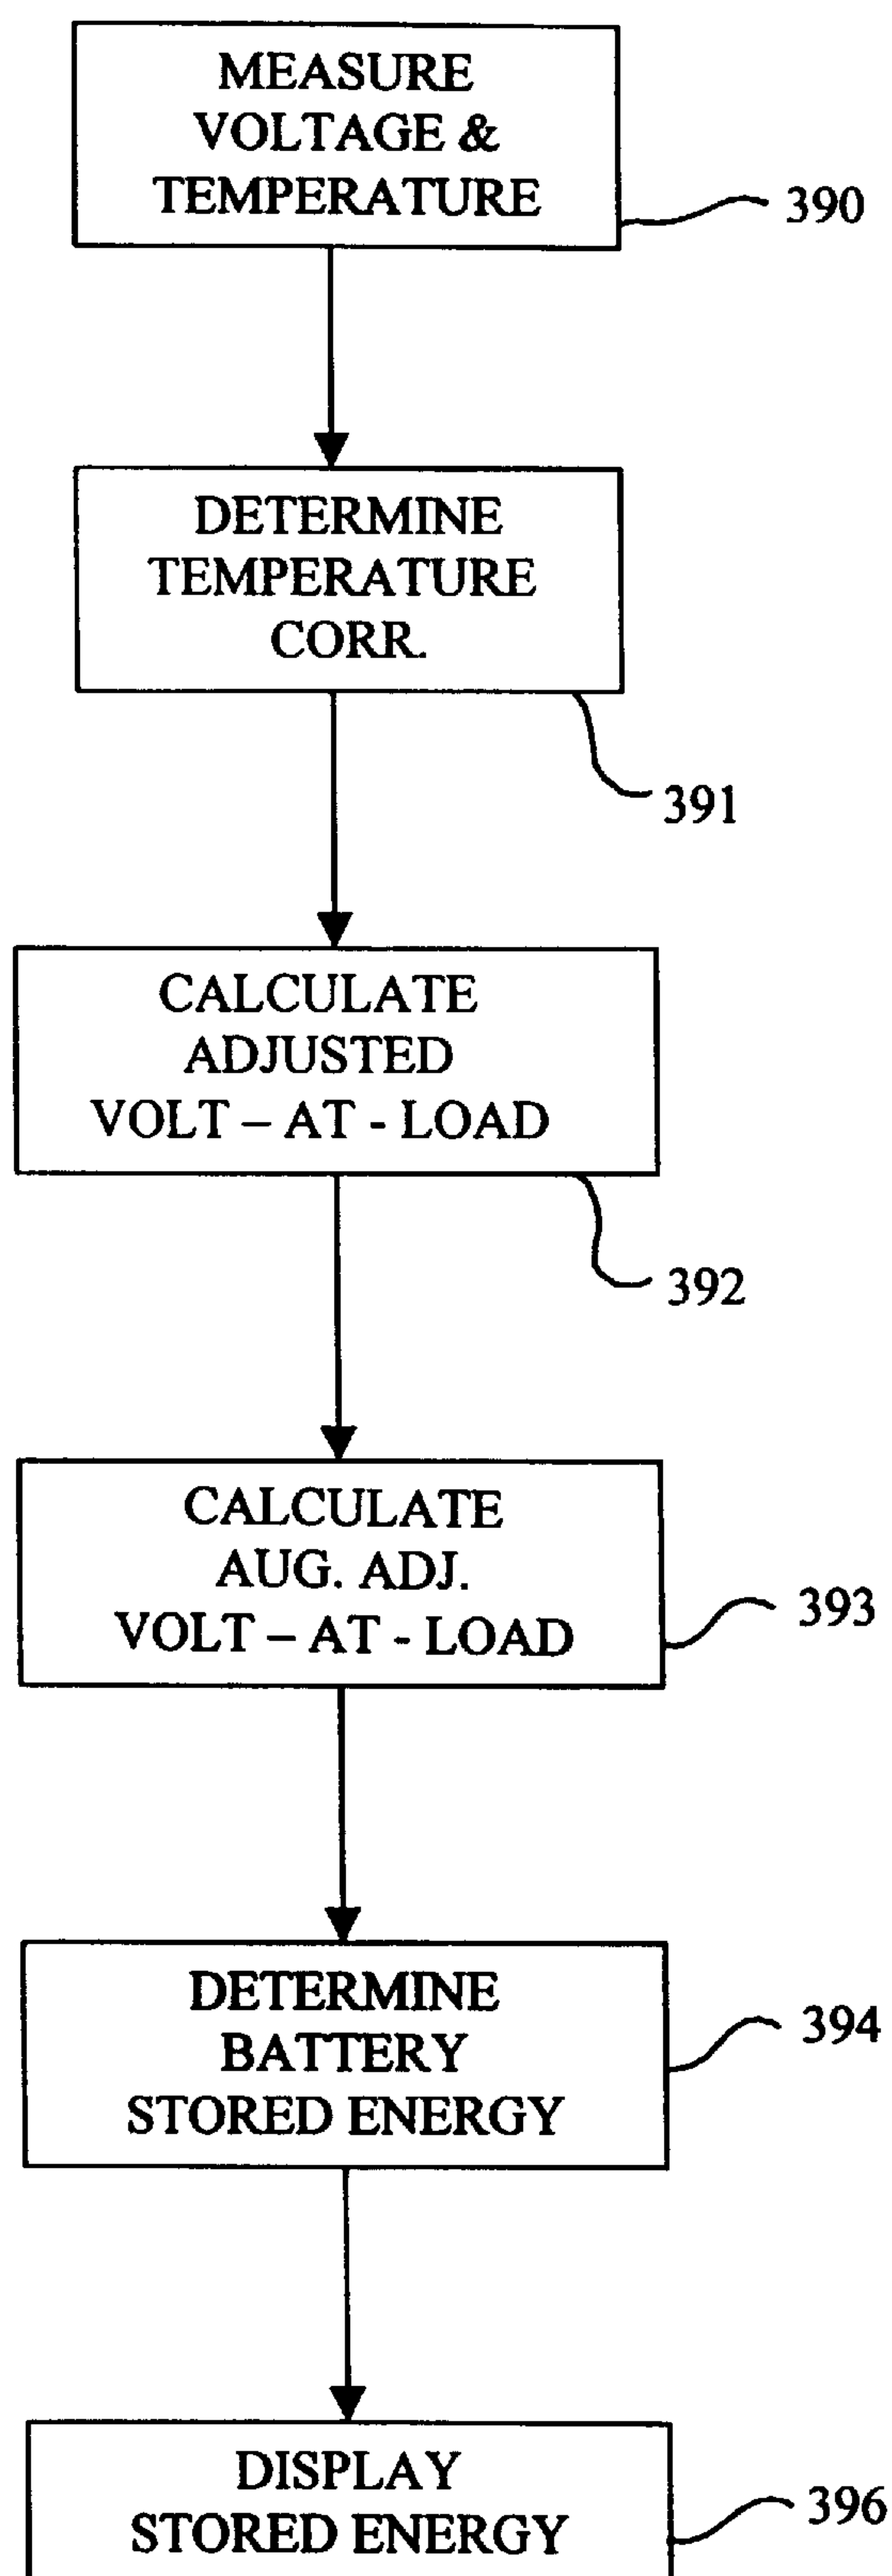 MEASURE
VOLTAGE &
TEMPERATURE
390
DETERMINE
TEMPERATURE
CORR.
391
CALCULATE
ADJUSTED
VOLT – AT - LOAD
392
CALCULATE
AUG. ADJ.
VOLT – AT - LOAD
393
DETERMINE
BATTERY
STORED ENERGY
394
DISPLAY
STORED ENERGY
396